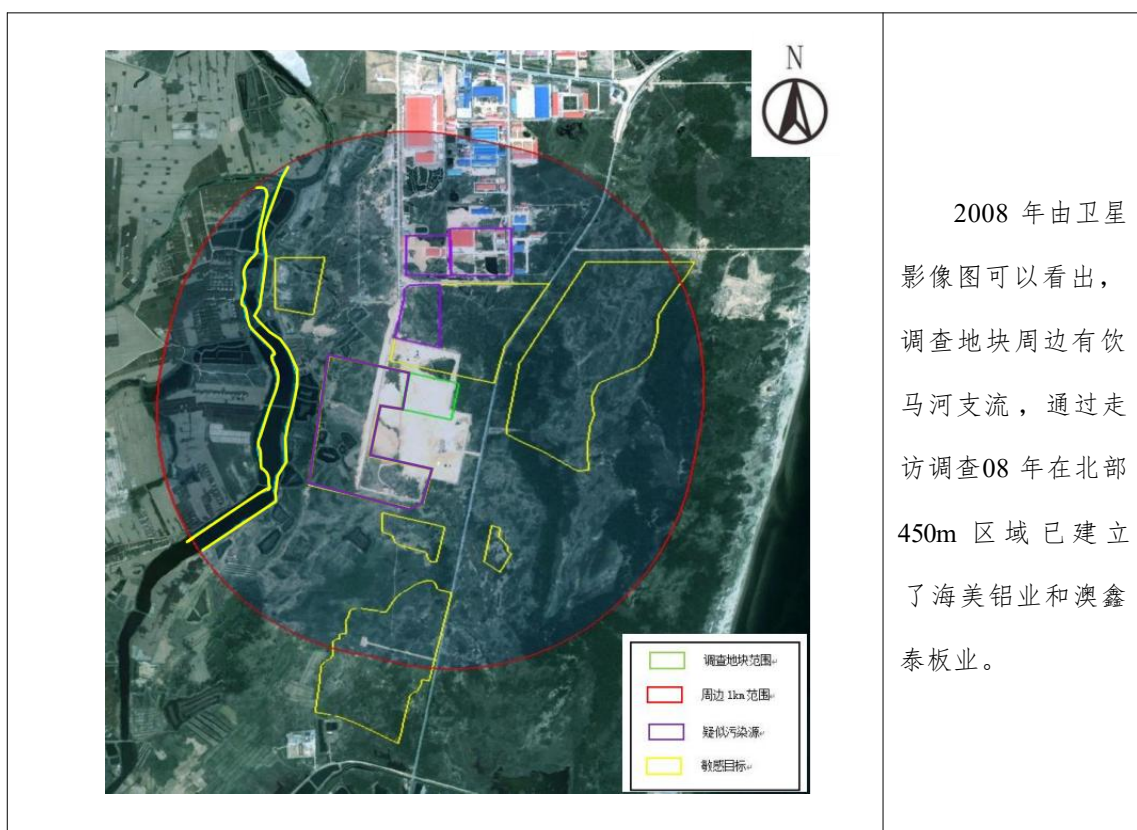 N
2008 年由卫星
影像图可以看出，
调查地块周边有饮
马河支流，通过走
访调查08 年在北部
450m 区域已建立
了海美铝业和澳鑫
泰板业。
调查地块范围
周边 1km 范围
疑似污染源
敏感目标